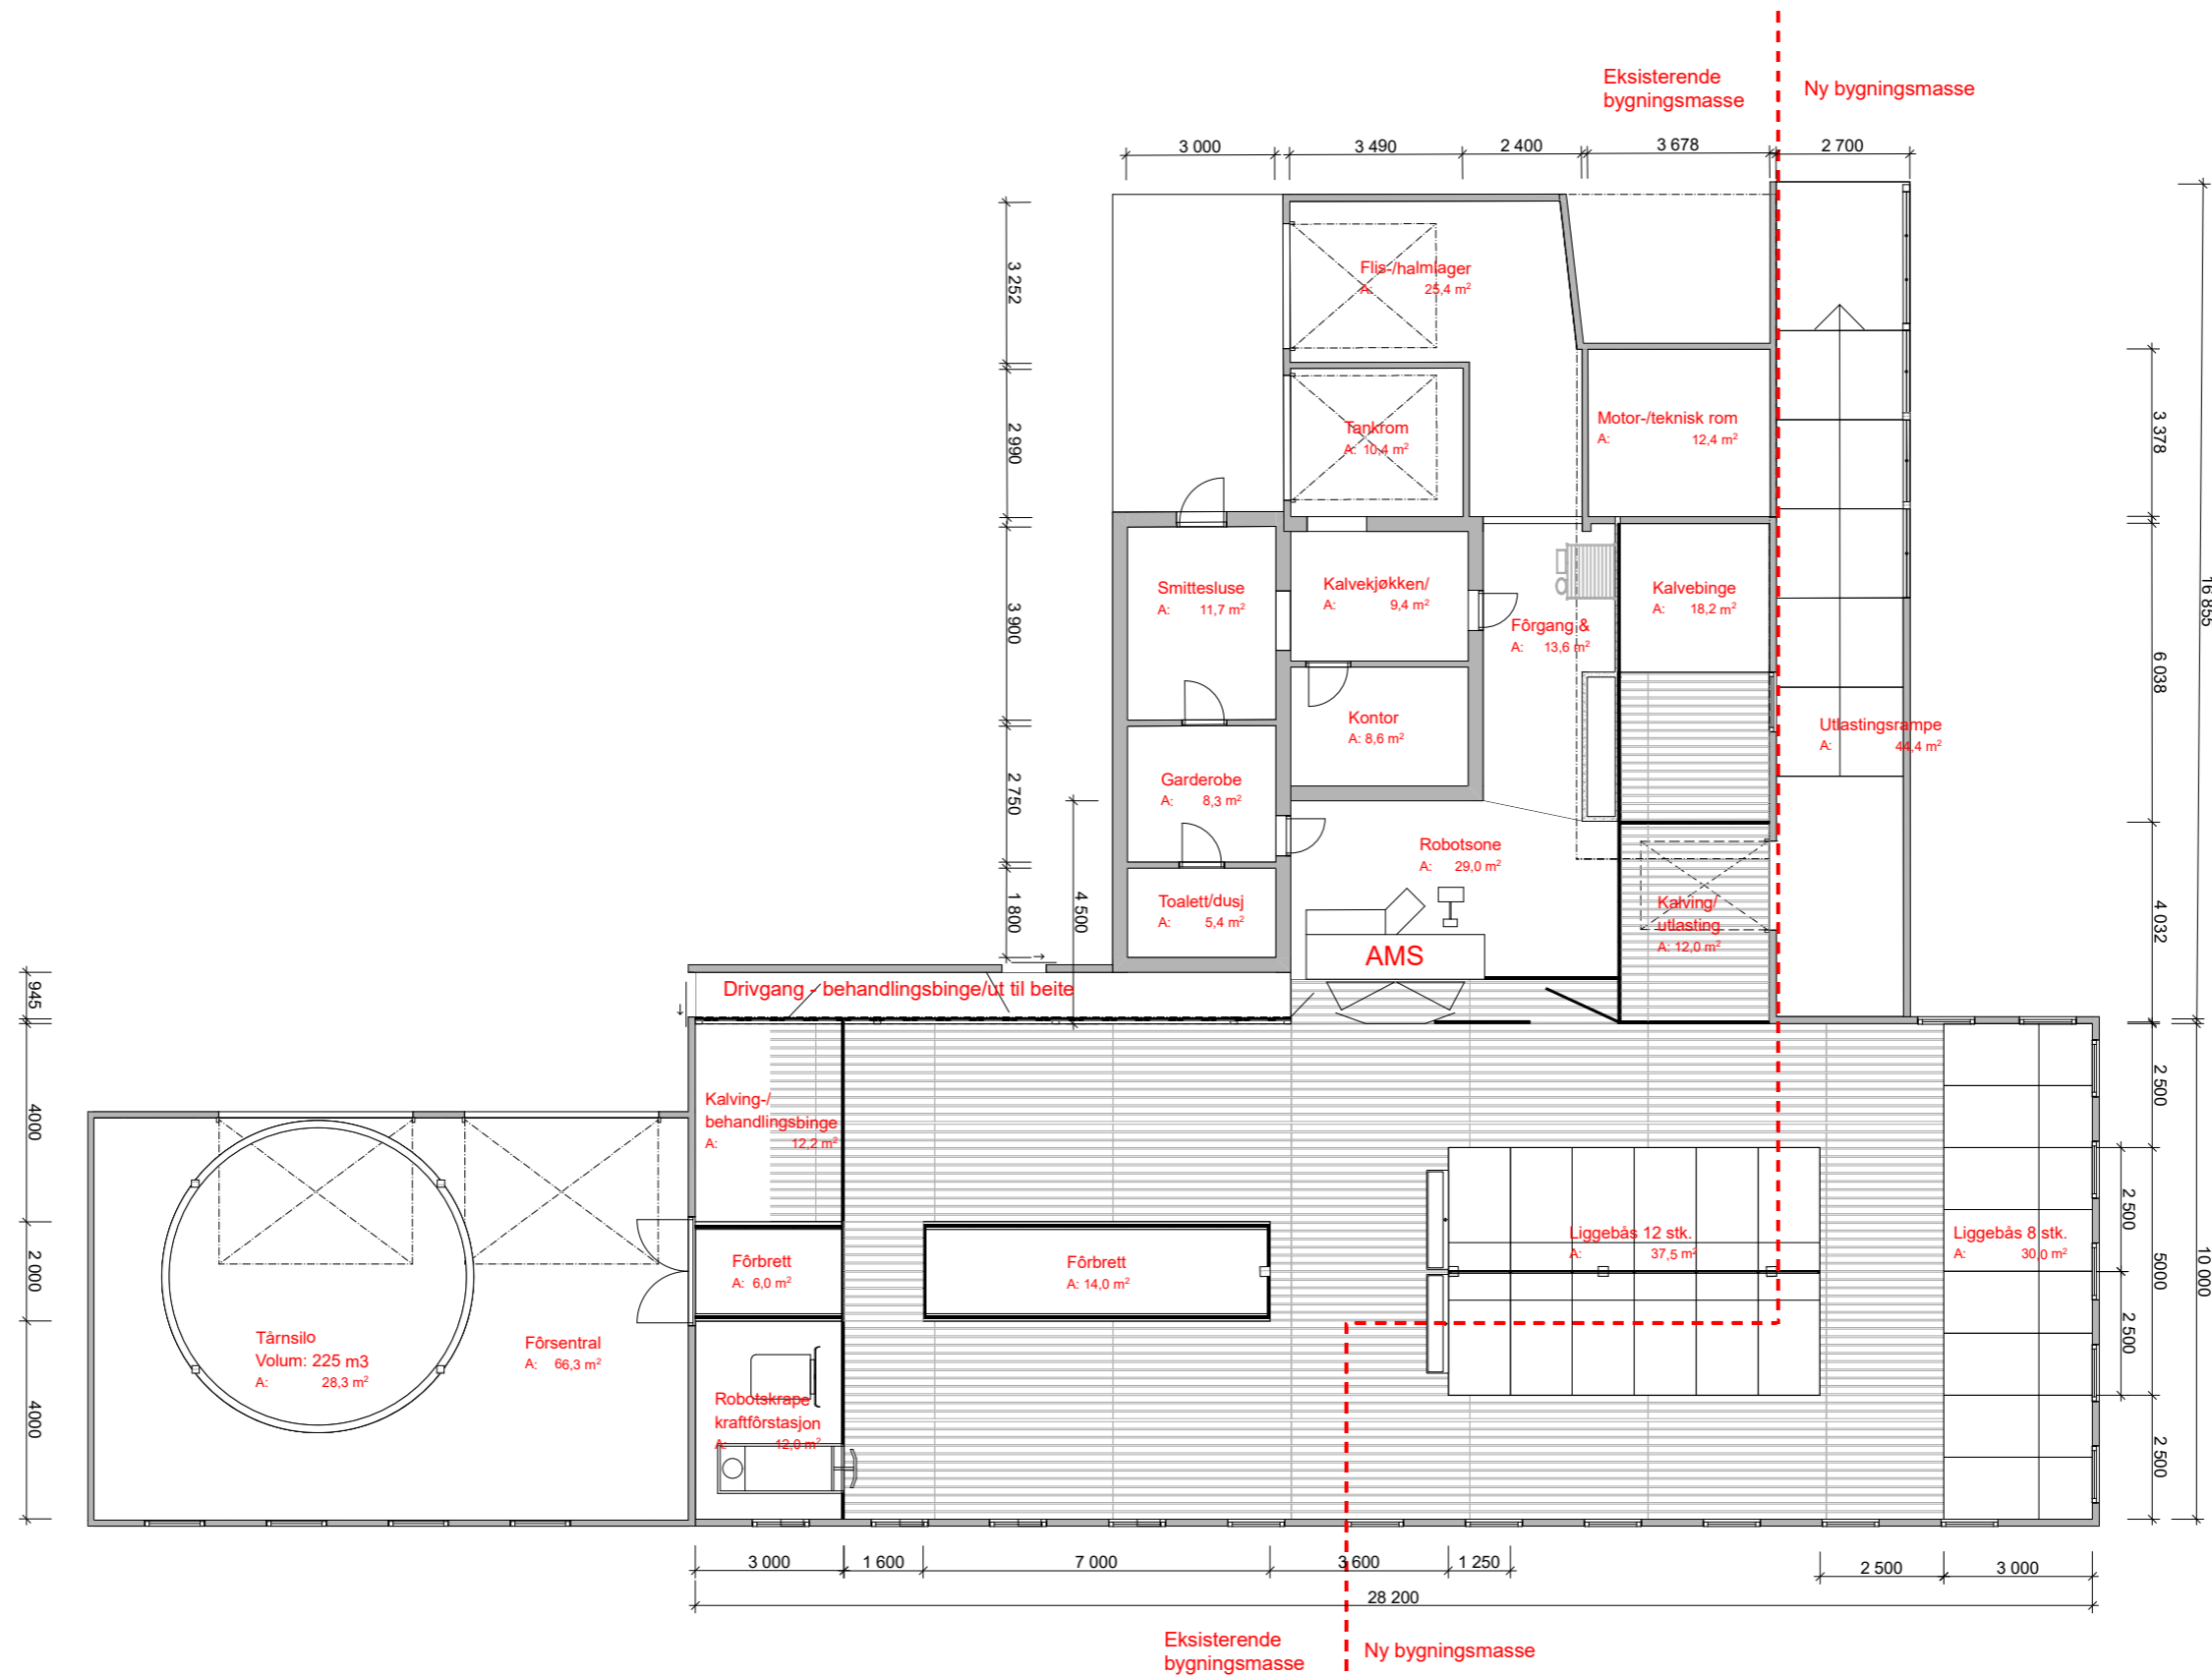 Eksisterende
bygningsmasse
Ny bygningsmasse
3 000
3 490
2 400
3 678
2 700
3 252
2 990
3 900
2 750
1 800
4 500
16 855
3 378
6 038
4 032
Flis-/halmlager
A: 25,4 m²
Tankrom
A: 10,4 m²
Motor-/teknisk rom
A: 12,4 m²
Smittesluse
A: 11,7 m²
Kalvekjøkken/
A: 9,4 m²
Kalvebinge
A: 18,2 m²
Fôrgang &
A: 13,6 m²
Kontor
A: 8,6 m²
Utlastingsrampe
A: 44,4 m²
Garderobe
A: 8,3 m²
Robotsone
A: 29,0 m²
Toalett/dusj
A: 5,4 m²
Kalving/
utlasting
A: 12,0 m²
AMS
Drivgang - behandlingsbinge/ut til beite
945
4000
2 000
4000
Kalving-/
behandlingsbinge
A: 12,2 m²
Fôrbrett
A: 6,0 m²
Fôrbrett
A: 14,0 m²
Liggebås 12 stk.
A: 37,5 m²
Liggebås 8 stk.
A: 30,0 m²
Tårnsilo
Volum: 225 m3
A: 28,3 m²
Fôrsentral
A: 66,3 m²
Robotskrape
kraftfôrstasjon
A: 12,0 m²
2 500
2 500
5000
2 500
2 500
10 000
3 000
1 600
7 000
3 600
1 250
2 500
3 000
28 200
Eksisterende
bygningsmasse
Ny bygningsmasse